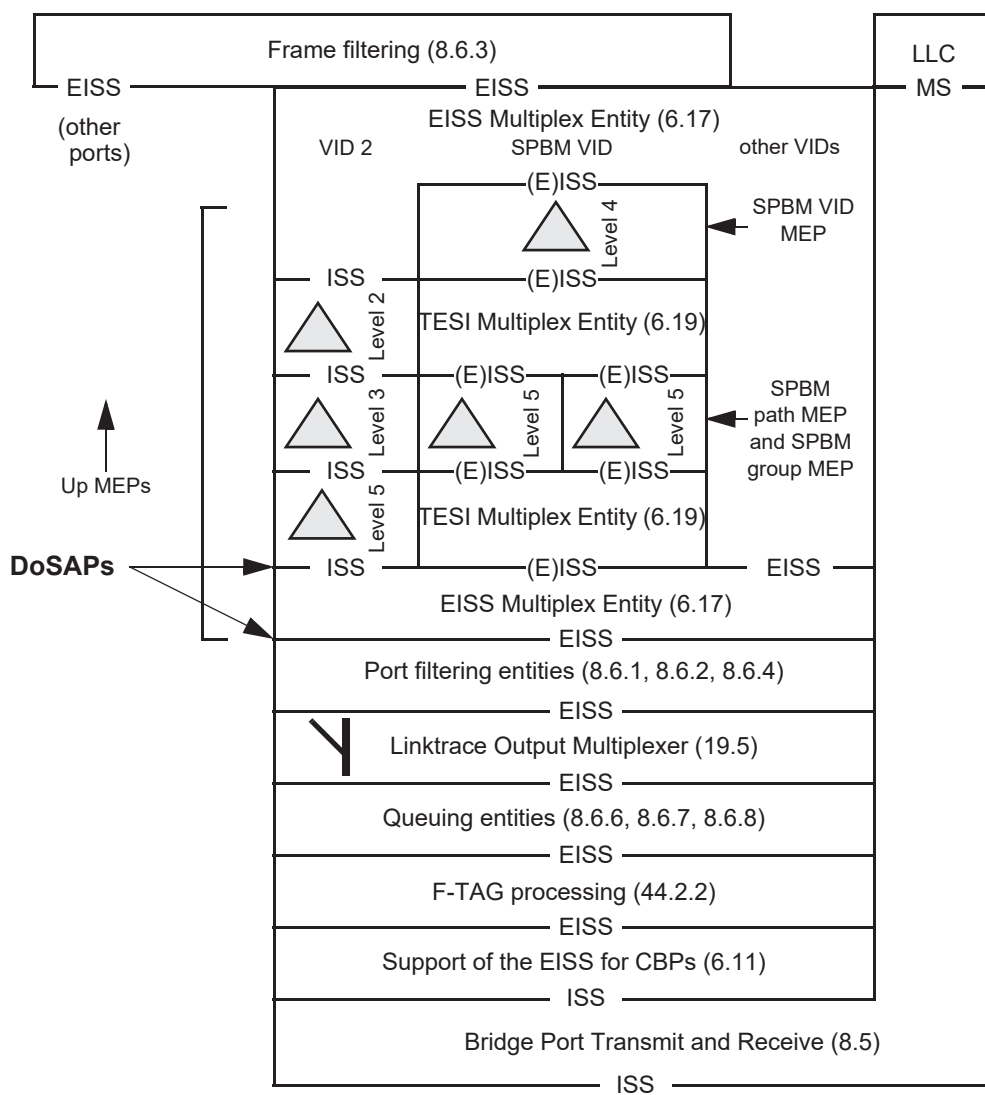 Frame filtering (8.6.3)
LLC
EISS
EISS
MS
(other
ports)
EISS Multiplex Entity (6.17)
VID 2
SPBM VID
other VIDs
(E)ISS
Level 4
SPBM VID
MEP
ISS
(E)ISS
Level 2
TESI Multiplex Entity (6.19)
ISS
(E)ISS
(E)ISS
Level 3
Level 5
Level 5
SPBM
path MEP
and SPBM
group MEP
ISS
(E)ISS
(E)ISS
Up MEPs
Level 5
TESI Multiplex Entity (6.19)
DoSAPs
ISS
(E)ISS
EISS
EISS Multiplex Entity (6.17)
EISS
Port filtering entities (8.6.1, 8.6.2, 8.6.4)
EISS
Linktrace Output Multiplexer (19.5)
EISS
Queuing entities (8.6.6, 8.6.7, 8.6.8)
EISS
F-TAG processing (44.2.2)
EISS
Support of the EISS for CBPs (6.11)
ISS
Bridge Port Transmit and Receive (8.5)
ISS